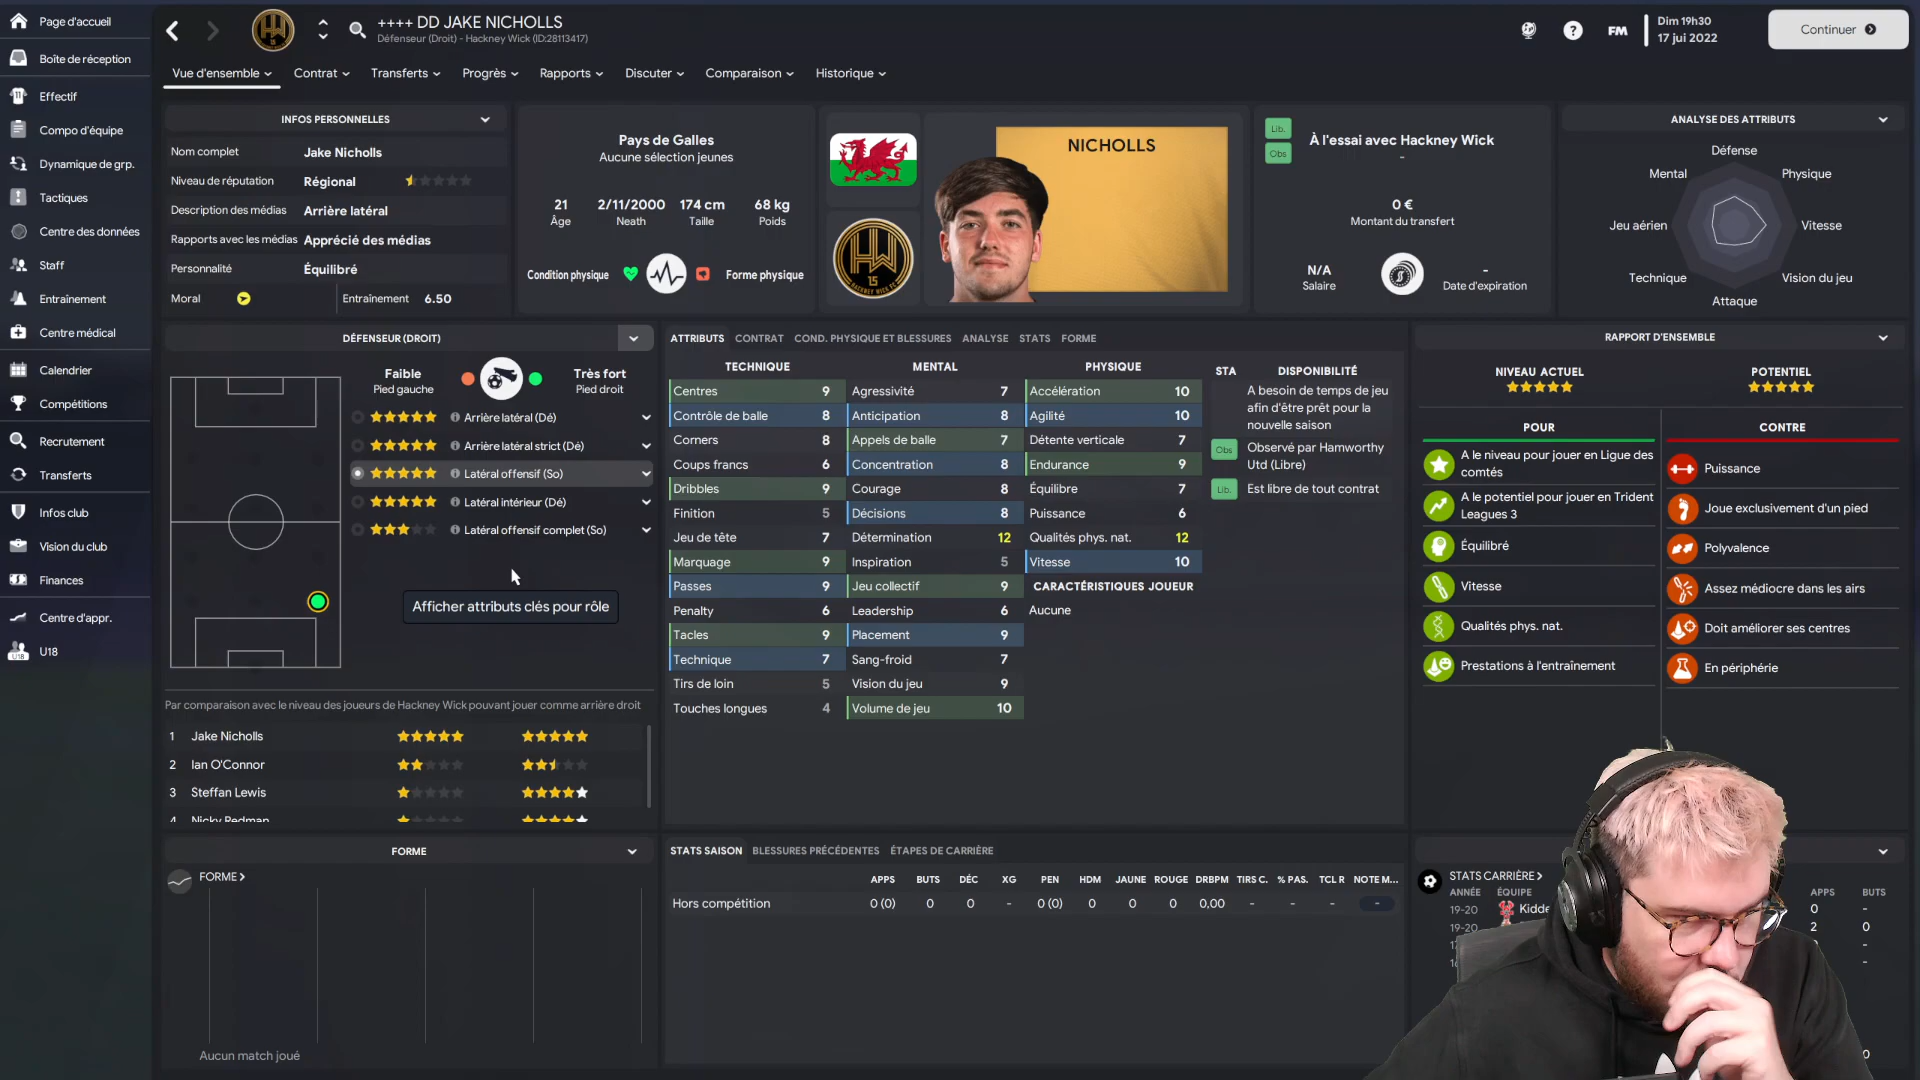 Page d'accueil
++++ DD JAKE NICHOLLS
Défenseur (Droit) - Hackney Wick (ID:28113417)
FM
Dim 19h30
17 jui 2022
Continuer
Boîte de réception
Effectif
Compo d'équipe
Dynamique de grp.
Tactiques
Centre des données
Staff
Entraînement
Centre médical
Calendrier
Compétitions
Recrutement
Transferts
Infos club
Vision du club
Finances
Centre d'appr.
U18
U18
Vue d'ensemble
Contrat
Transferts
Progrès
Rapports
Discuter
Comparaison
Historique
INFOS PERSONNELLES
Nom complet Jake Nicholls
Niveau de réputation Régional
Description des médias Arrière latéral
Rapports avec les médias Apprécié des médias
Personnalité Équilibré
Moral Entraînement 6.50
Pays de Galles
Aucune sélection jeunes
21 2/11/2000 174 cm 68 kg
Âge Neath Taille Poids
Condition physique Forme physique
HW
15
HACKNEY WICK FC
NICHOLLS
Lib.
Obs
À l'essai avec Hackney Wick
-
0 €
Montant du transfert
N/A -
Salaire Date d'expiration
ANALYSE DES ATTRIBUTS
Défense
Mental Physique
Jeu aérien Vitesse
Technique Vision du jeu
Attaque
DÉFENSEUR (DROIT)
Faible Très fort
Pied gauche Pied droit
Arrière latéral (Dé)
Arrière latéral strict (Dé)
Latéral offensif (So)
Latéral intérieur (Dé)
Latéral offensif complet (So)
Afficher attributs clés pour rôle
Par comparaison avec le niveau des joueurs de Hackney Wick pouvant jouer comme arrière droit
1 Jake Nicholls
2 Ian O'Connor
3 Steffan Lewis
4 Nicky Redman
FORME
FORME
Aucun match joué
ATTRIBUTS CONTRAT COND. PHYSIQUE ET BLESSURES ANALYSE STATS FORME
TECHNIQUE MENTAL PHYSIQUE
Centres 9 Agressivité 7 Accélération 10
Contrôle de balle 8 Anticipation 8 Agilité 10
Corners 8 Appels de balle 7 Détente verticale 7
Coups francs 6 Concentration 8 Endurance 9
Dribbles 9 Courage 8 Équilibre 7
Finition 5 Décisions 8 Puissance 6
Jeu de tête 7 Détermination 12 Qualités phys. nat. 12
Marquage 9 Inspiration 5 Vitesse 10
Passes 9 Jeu collectif 9 CARACTÉRISTIQUES JOUEUR
Penalty 6 Leadership 6 Aucune
Tacles 9 Placement 9
Technique 7 Sang-froid 7
Tirs de loin 5 Vision du jeu 9
Touches longues 4 Volume de jeu 10
STA DISPONIBILITÉ
A besoin de temps de jeu
afin d'être prêt pour la
nouvelle saison
Obs Observé par Hamworthy
Utd (Libre)
Lib. Est libre de tout contrat
STATS SAISON BLESSURES PRÉCÉDENTES ÉTAPES DE CARRIÈRE
APPS BUTS DÉC XG PEN HDM JAUNE ROUGE DRBPM TIRS C. % PAS. TCL R NOTE M...
Hors compétition 0 (0) 0 0 - 0 (0) 0 0 0 0,00 - - - -
RAPPORT D'ENSEMBLE
NIVEAU ACTUEL POTENTIEL
POUR CONTRE
A le niveau pour jouer en Ligue des
comtés
A le potentiel pour jouer en Trident
Leagues 3
Équilibré
Vitesse
Qualités phys. nat.
Prestations à l'entraînement
Puissance
Joue exclusivement d'un pied
Polyvalence
Assez médiocre dans les airs
Doit améliorer ses centres
En périphérie
STATS CARRIÈRE
ANNÉE ÉQUIPE APPS BUTS
19-20 Kidde 0 -
19-20 2 0
-
-
0